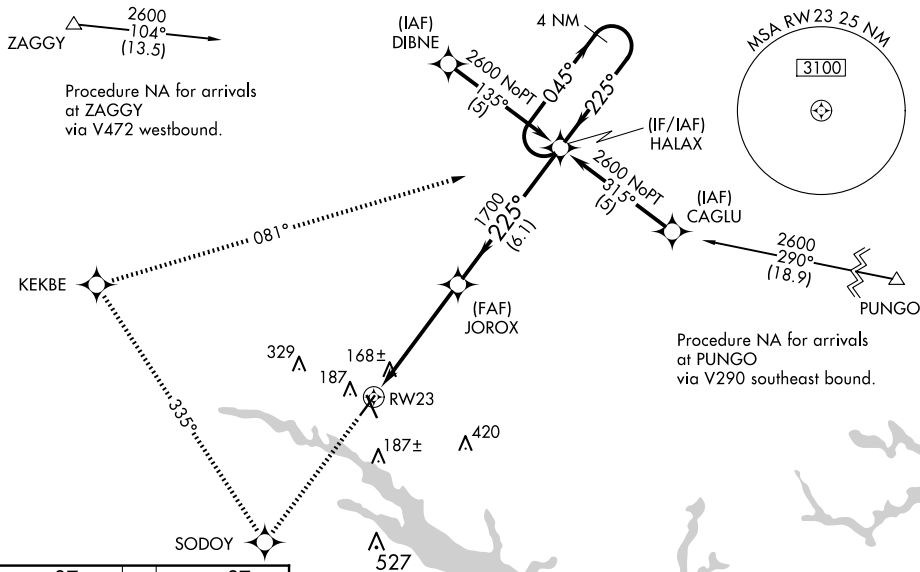 2600
104°
(13.5)
ZAGGY
Procedure NA for arrivals
at ZAGGY
via V472 westbound.
(IAF)
DIBNE
2600 NoPT
135°
(5)
4 NM
045°
225°
(IF/IAF)
HALAX
MSA RW23 25 NM
3100
2600 NoPT
315°
(5)
(IAF)
CAGLU
2600
290°
(18.9)
PUNGO
Procedure NA for arrivals
at PUNGO
via V290 southeast bound.
1700
225°
(6.1)
081°
KEKBE
(FAF)
JOROX
329
168±
187
RW23
335°
187±
420
SODOY
527